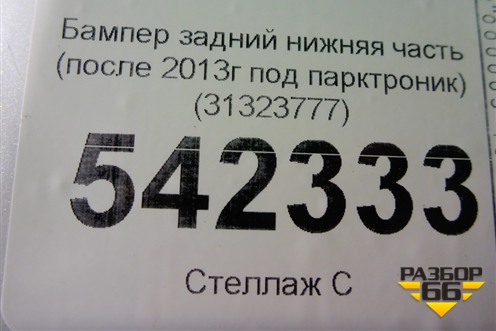 Бампер задний нижняя часть
(после 2013г под парктроник)
(31323777)
542333
Стеллаж С
РАЗБОР
66